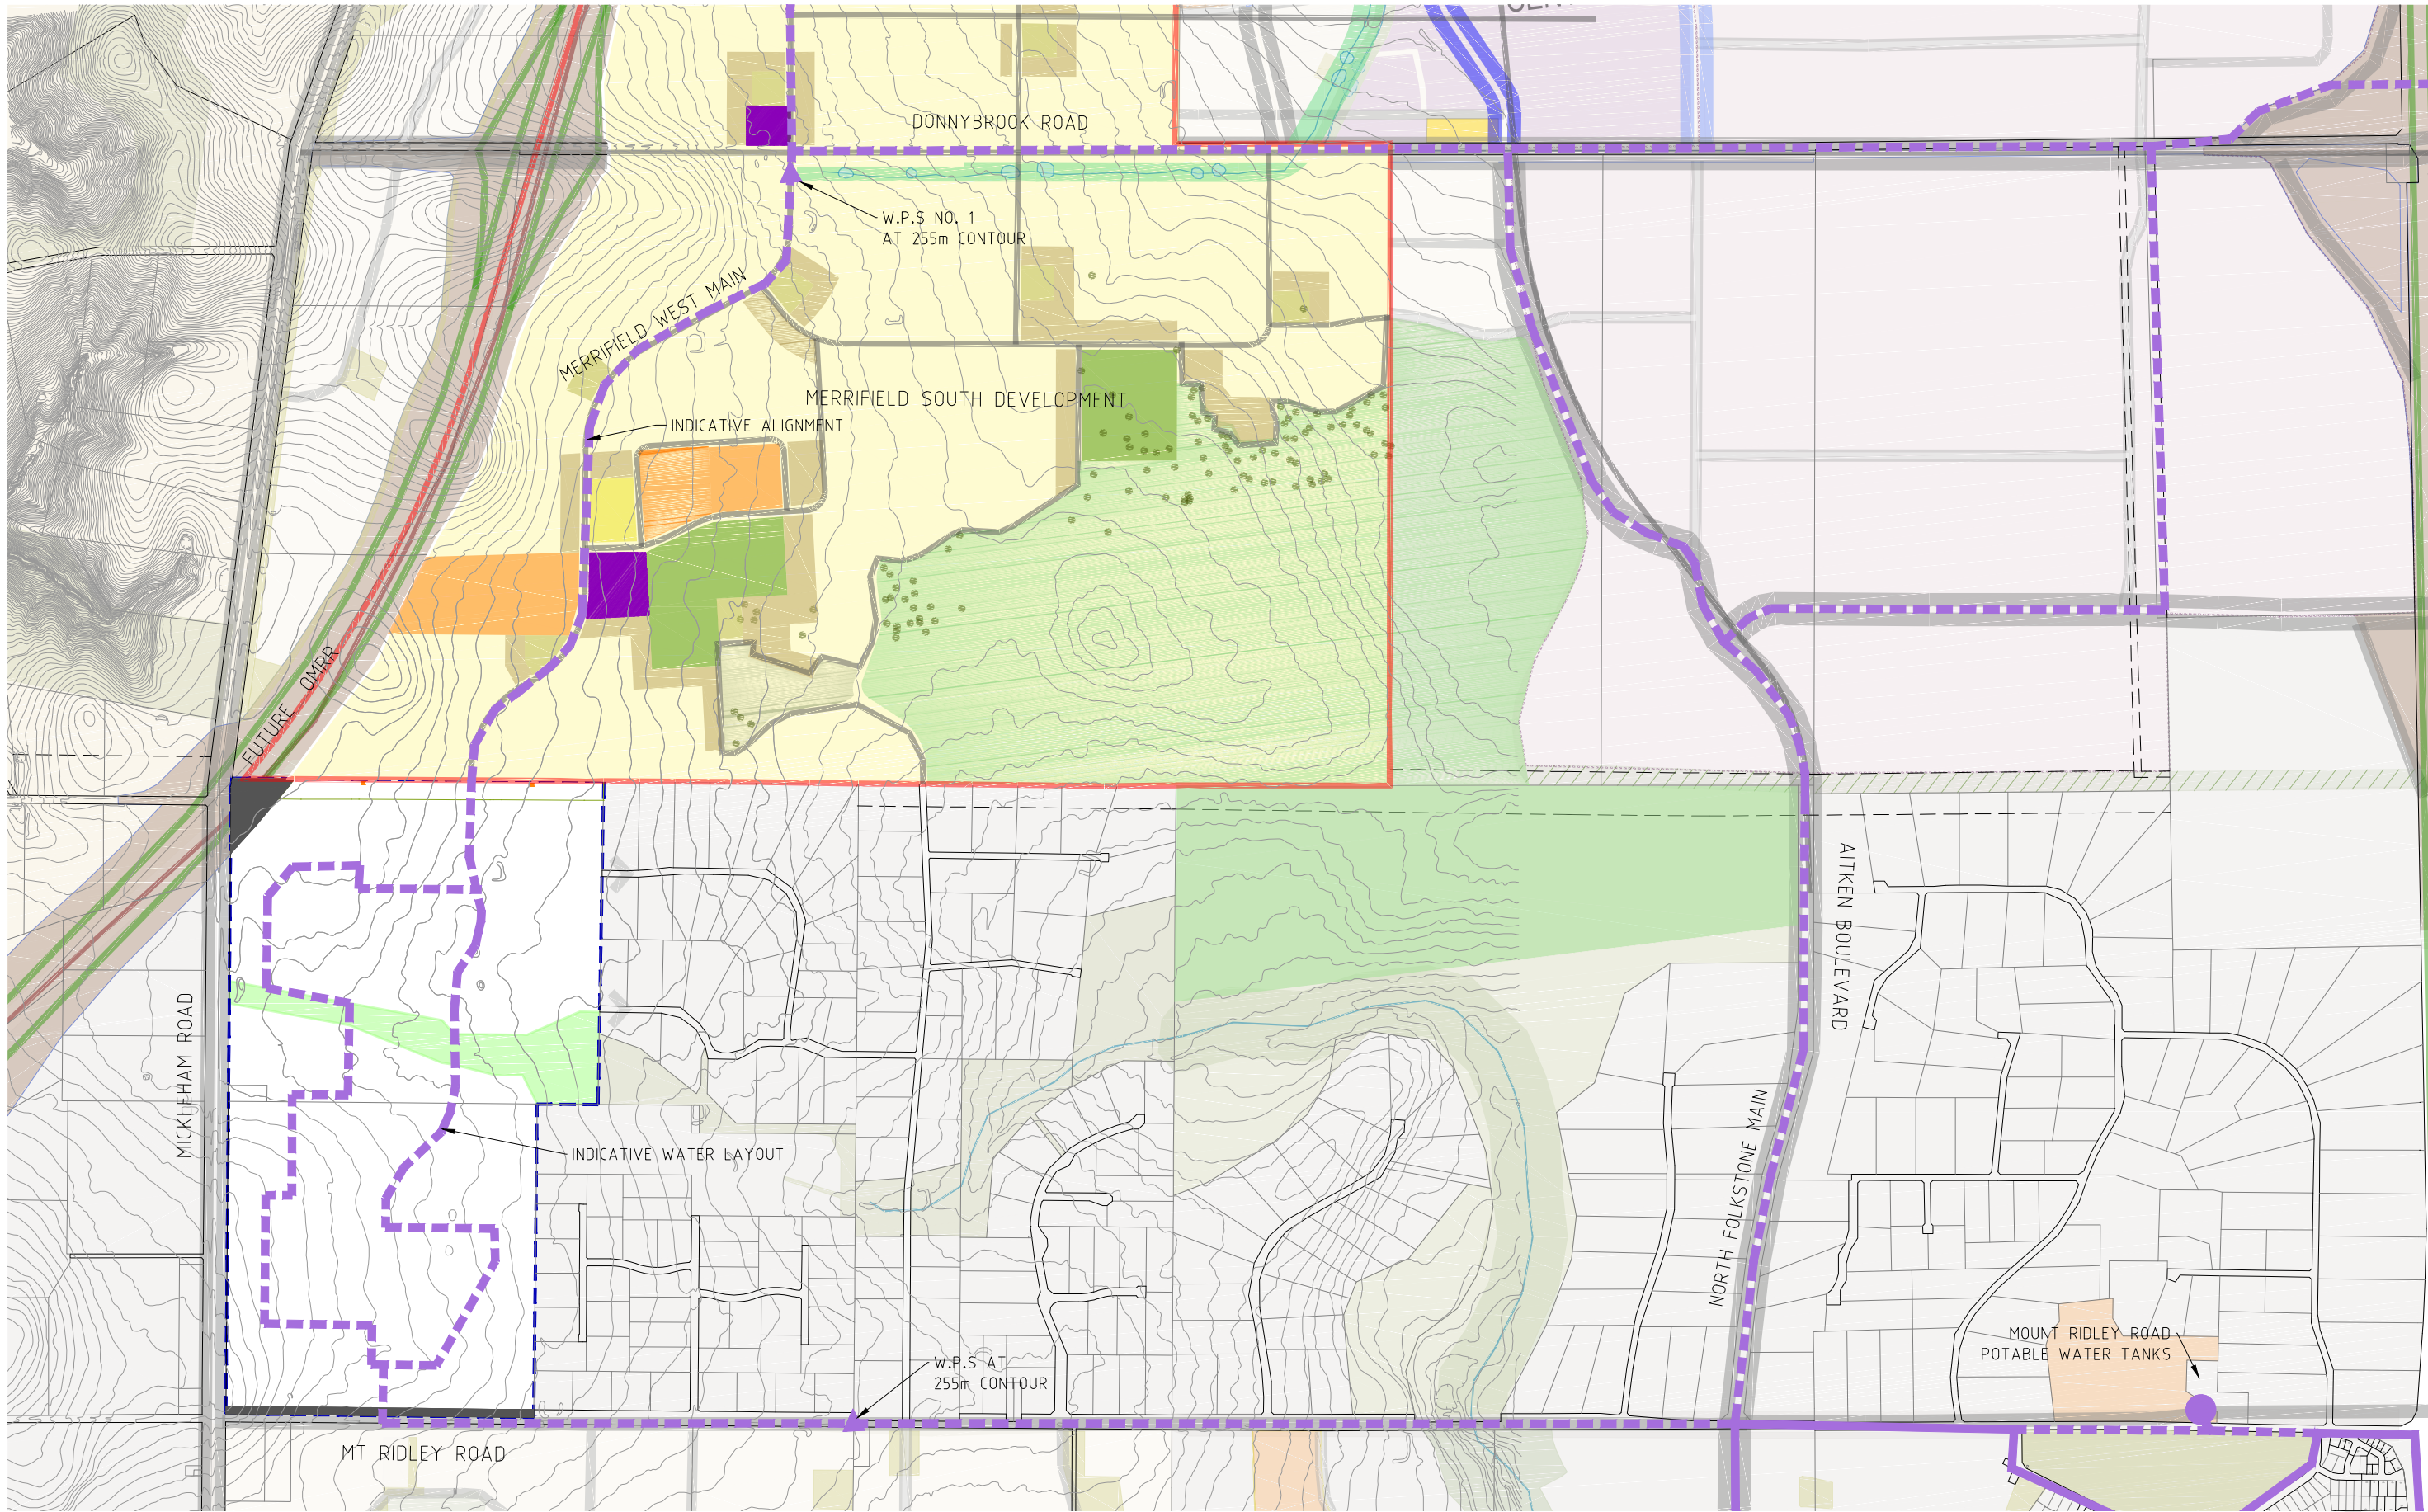 DONNYBROOK ROAD
W.P.S NO. 1
AT 255m CONTOUR
MERRIFIELD WEST MAIN
MERRIFIELD SOUTH DEVELOPMENT
INDICATIVE ALIGNMENT
FUTURE OMRR
AITKEN BOULEVARD
MICKLEHAM ROAD
INDICATIVE WATER LAYOUT
NORTH FOLKSTONE MAIN
MOUNT RIDLEY ROAD
POTABLE WATER TANKS
W.P.S AT
255m CONTOUR
MT RIDLEY ROAD